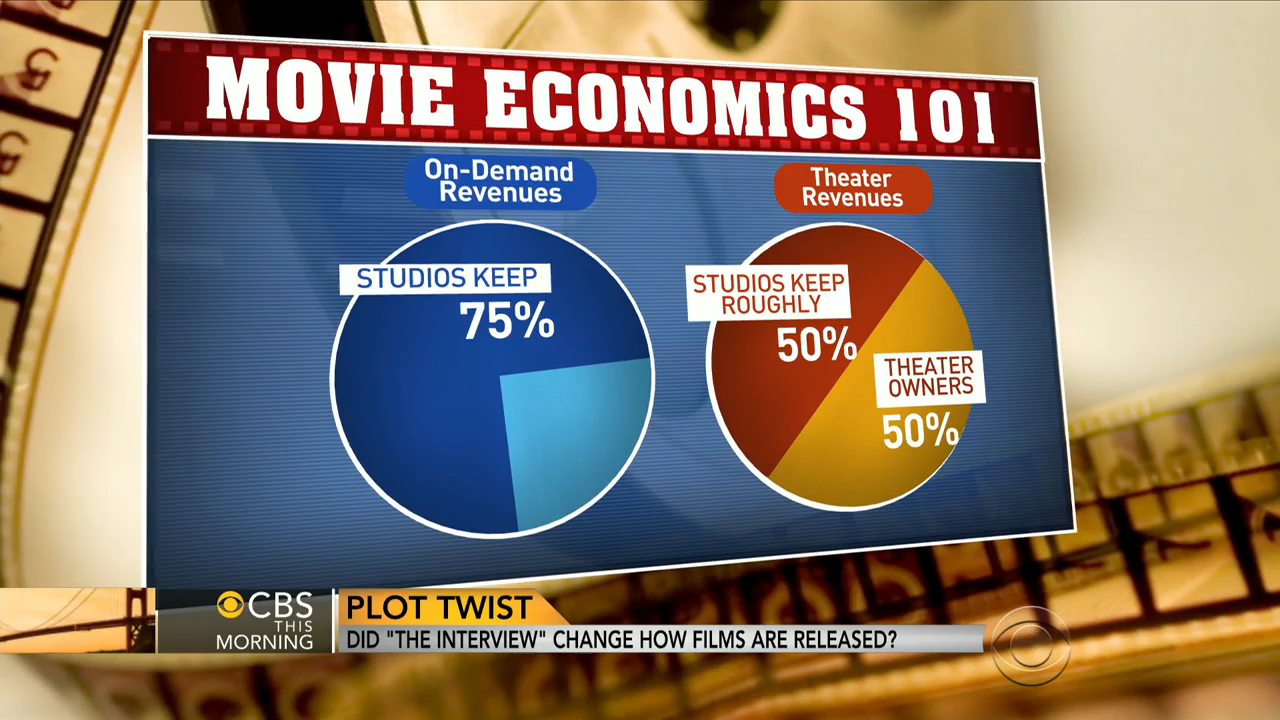 MOVIE ECONOMICS 101
On-Demand
Revenues
STUDIOS KEEP
75%
Theater
Revenues
STUDIOS KEEP
ROUGHLY
50%
THEATER
OWNERS
50%
CBS
THIS
MORNING
PLOT TWIST
DID "THE INTERVIEW" CHANGE HOW FILMS ARE RELEASED?